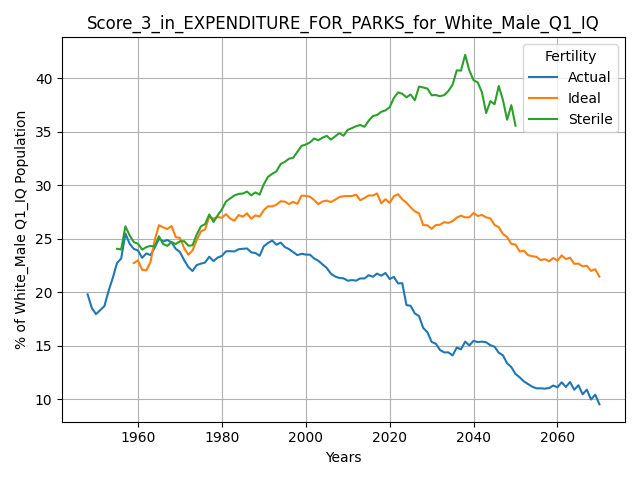 Score_3_in_EXPENDITURE_FOR_PARKS_for_White_Male_Q1_IQ
% of White_Male Q1_IQ Population
40
35
30
25
20
15
10
Fertility
Actual
Ideal
Sterile
1960
1980
2000
2020
2040
2060
Years